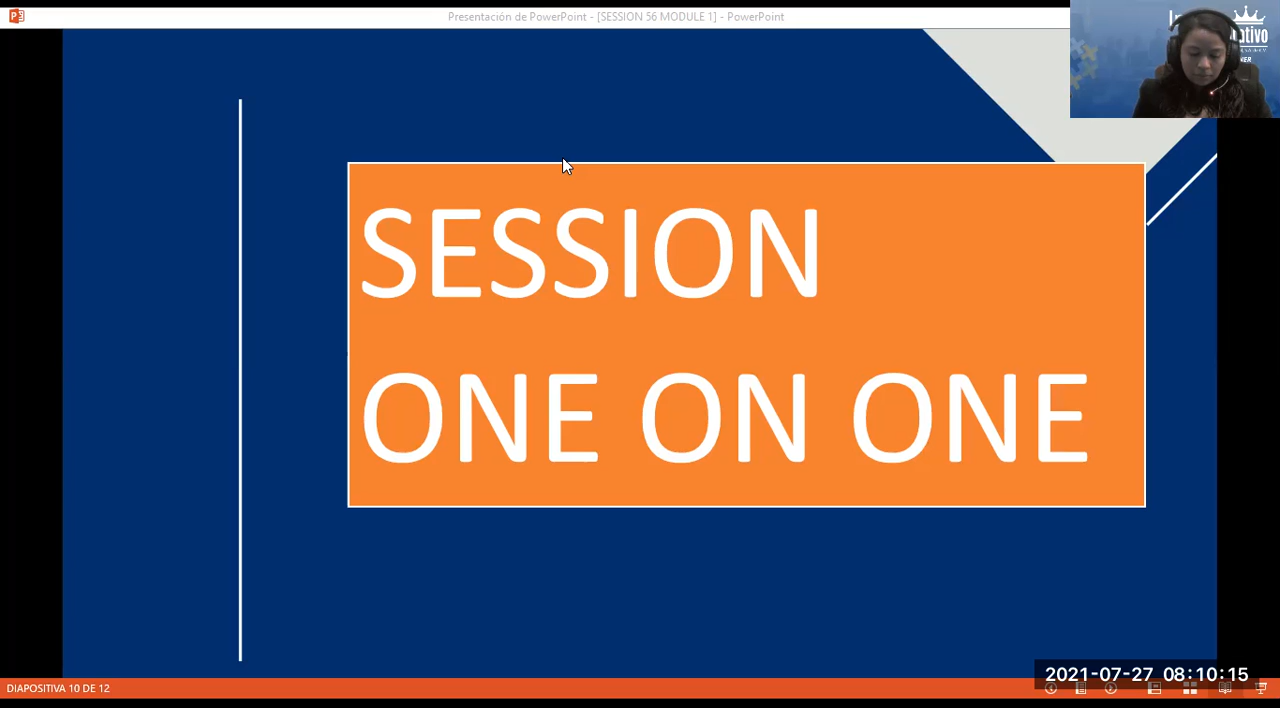 Presentación de PowerPoint - [SESSION 56 MODULE 1] - PowerPoint
SESSION
ONE ON ONE
2021-07-27 08:10:15
DIAPOSITIVA 10 DE 12